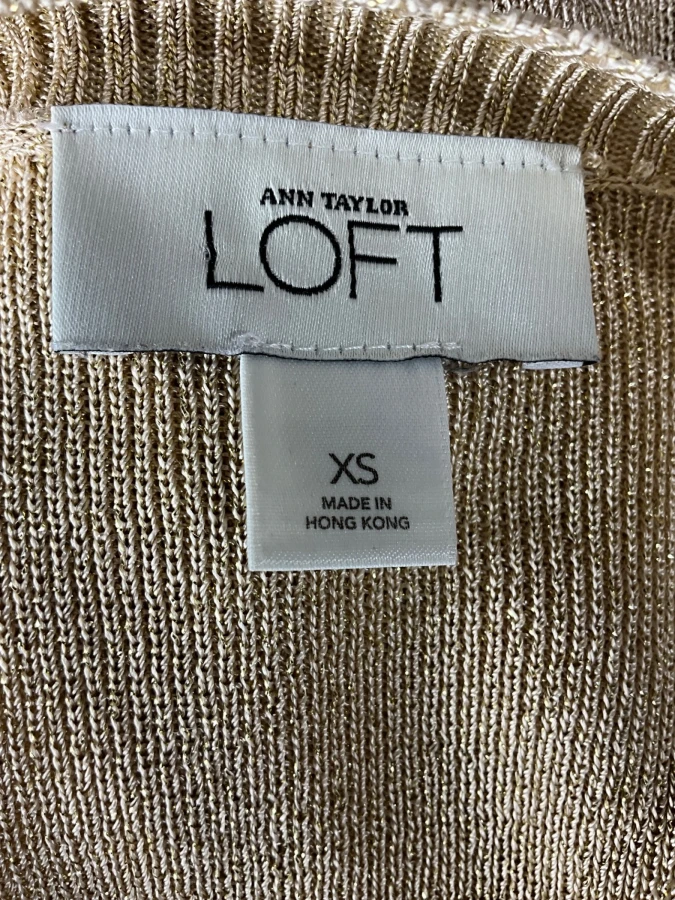 ANN TAYLOR
LOFT
XS
MADE IN
HONG KONG